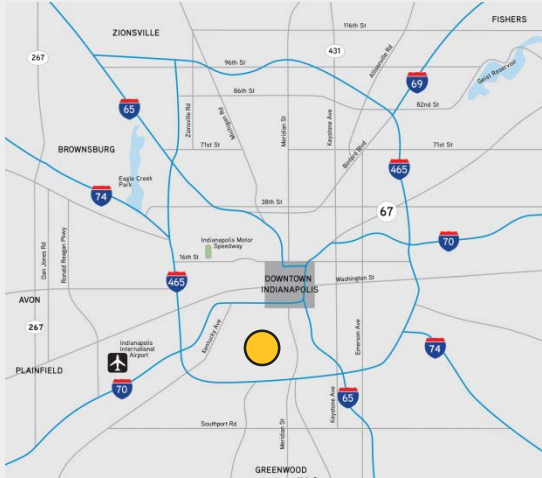 FISHERS
ZIONSVILLE
116th St
431
267
96th St
Allisonville Rd
Geist Reservoir
69
86th St
82nd St
65
Zionsville Rd
Michigan Rd
Meridian St
Keystone Ave
Binford Blvd
71st St
71st St
BROWNSBURG
465
Eagle Creek
Park
74
38th St
67
70
Dan Jones Rd
Ronald Reagan Pkwy
Indianapolis Motor
Speedway
16th St
465
DOWNTOWN
INDIANAPOLIS
Washington St
AVON
267
Kentucky Ave
Emerson Ave
Indianapolis
International
Airport
74
PLAINFIELD
70
65
Keystone Ave
Meridian St
Southport Rd
GREENWOOD